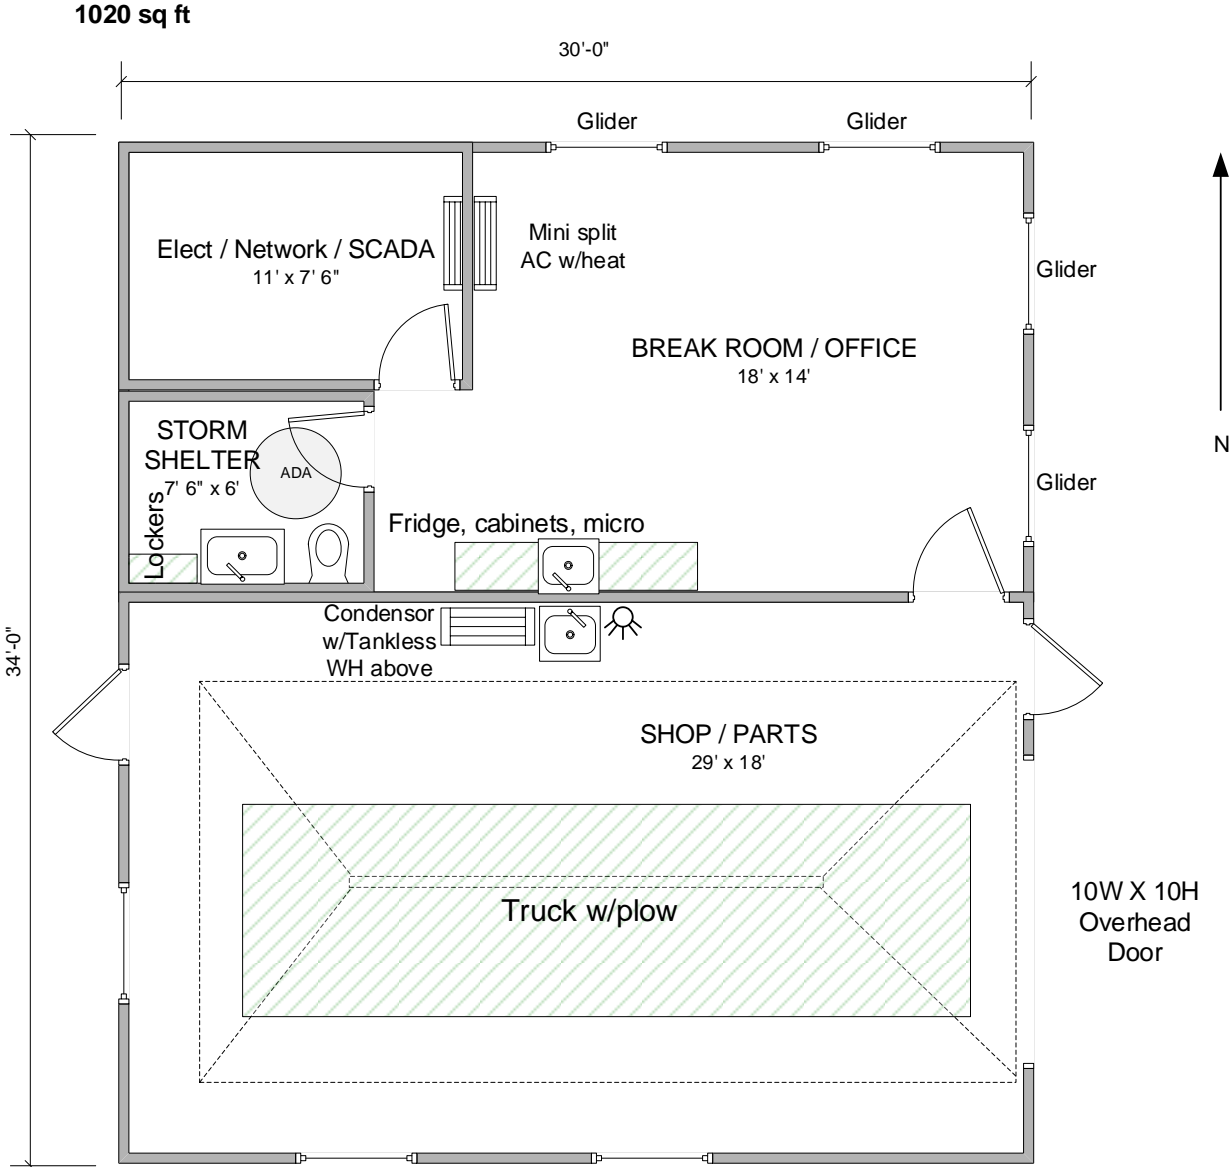 1020 sq ft
30'-0"
Glider
Glider
Elect / Network / SCADA
11' x 7' 6"
Mini split
AC w/heat
Glider
BREAK ROOM / OFFICE
18' x 14'
N
STORM
SHELTER
7' 6" x 6'
ADA
Lockers
Glider
Fridge, cabinets, micro
Condensor
w/Tankless
WH above
34'-0"
SHOP / PARTS
29' x 18'
Truck w/plow
10W X 10H
Overhead
Door